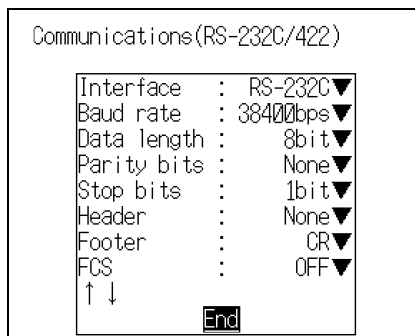 Communications(RS-232C/422)
Interface : RS-232C▼
Baud rate : 38400bps▼
Data length : 8bit▼
Parity bits : None▼
Stop bits : 1bit▼
Header : None▼
Footer : CR▼
FCS : OFF▼
↑ ↓
End